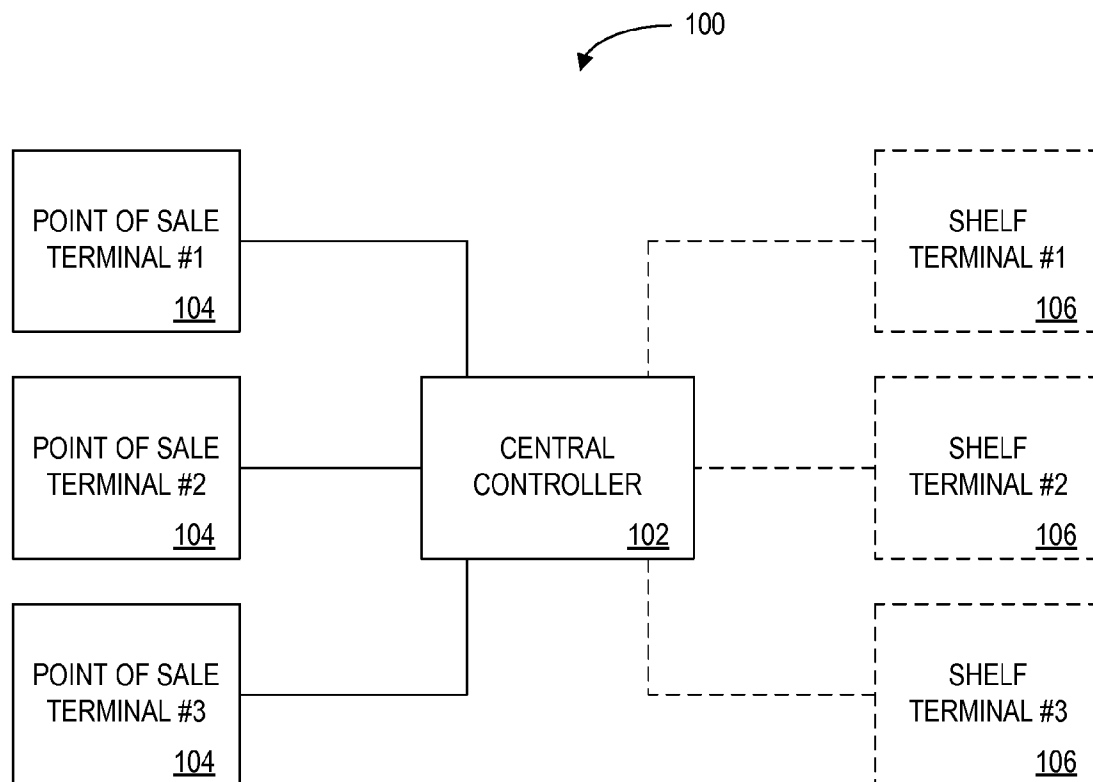 100
POINT OF SALE
TERMINAL #1
104
SHELF
TERMINAL #1
106
POINT OF SALE
TERMINAL #2
104
CENTRAL
CONTROLLER
102
SHELF
TERMINAL #2
106
POINT OF SALE
TERMINAL #3
104
SHELF
TERMINAL #3
106